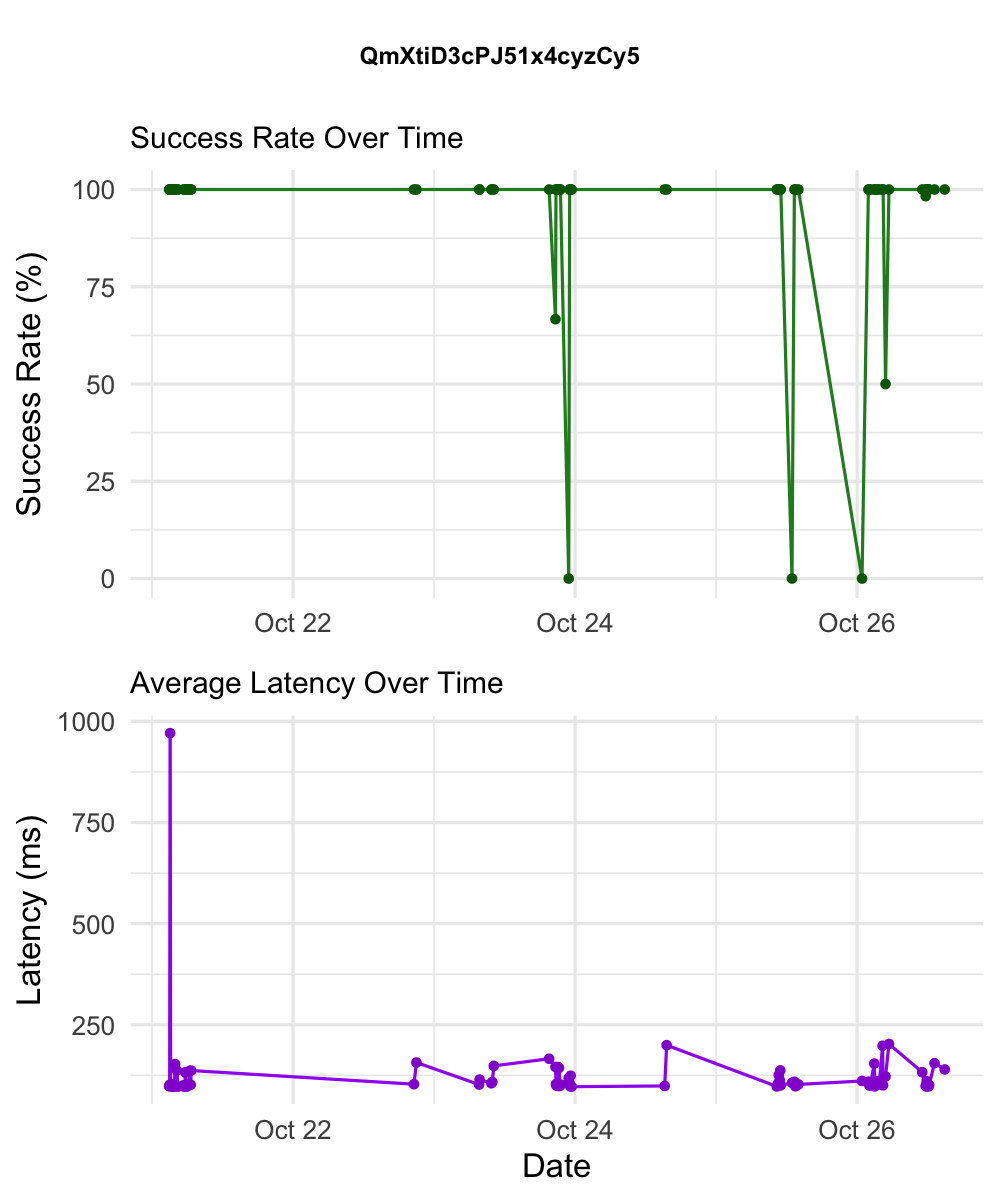 QmXtiD3cPJ51x4cyzCy5
Success Rate Over Time
Success Rate (%)
100
75
50
25
0
Oct 22 Oct 24 Oct 26
Average Latency Over Time
Latency (ms)
1000
750
500
250
Oct 22 Oct 24 Oct 26
Date